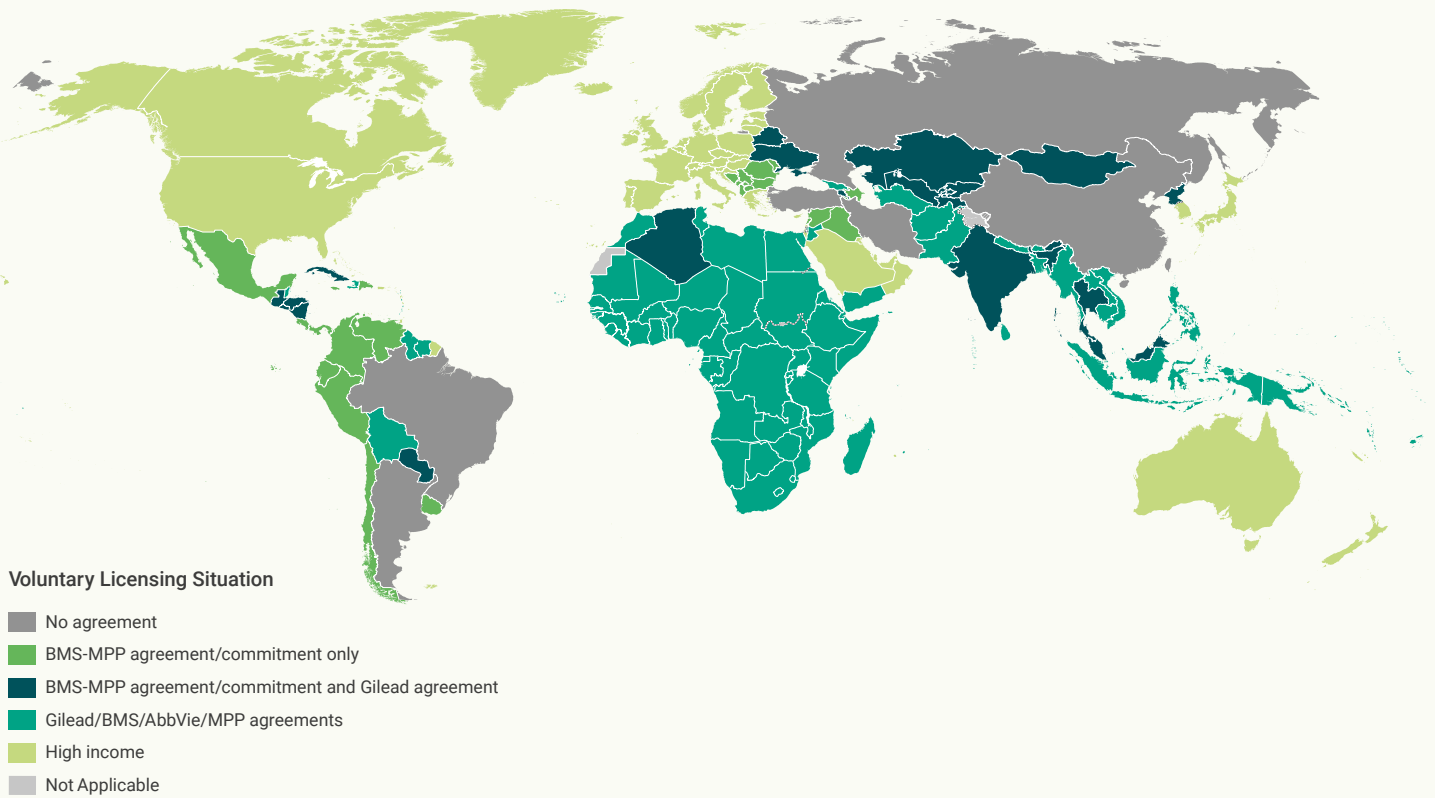 Voluntary Licensing Situation
No agreement
BMS-MPP agreement/commitment only
BMS-MPP agreement/commitment and Gilead agreement
Gilead/BMS/AbbVie/MPP agreements
High income
Not Applicable